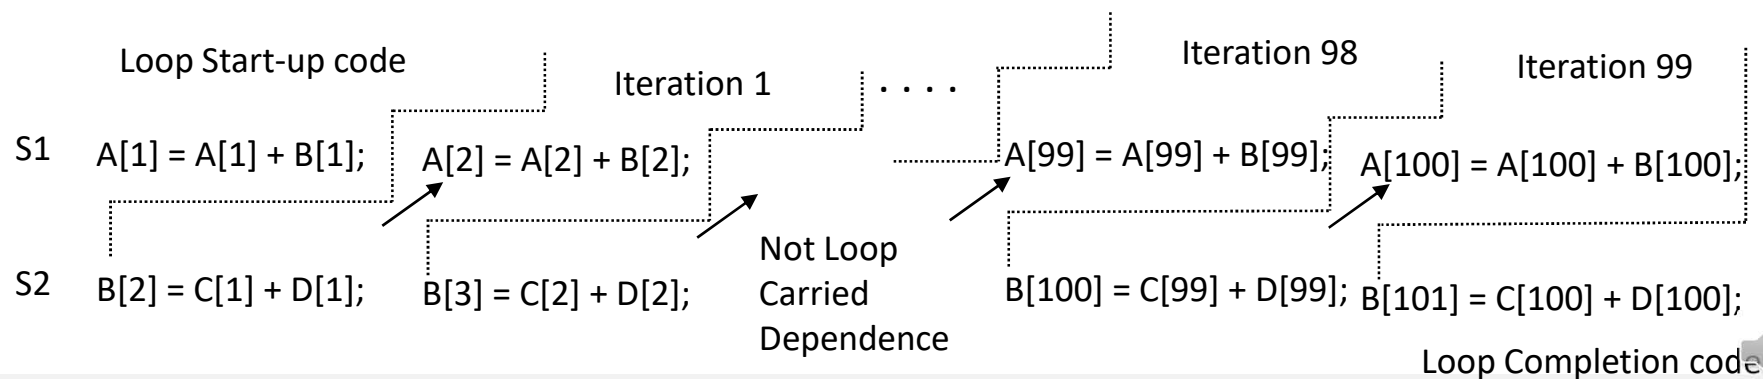 Loop Start-up code
Iteration 1
. . . .
Iteration 98
Iteration 99
S1 A[1] = A[1] + B[1]; A[2] = A[2] + B[2]; A[99] = A[99] + B[99]; A[100] = A[100] + B[100];
Not Loop
Carried
Dependence
S2 B[2] = C[1] + D[1]; B[3] = C[2] + D[2]; B[100] = C[99] + D[99]; B[101] = C[100] + D[100];
Loop Completion code